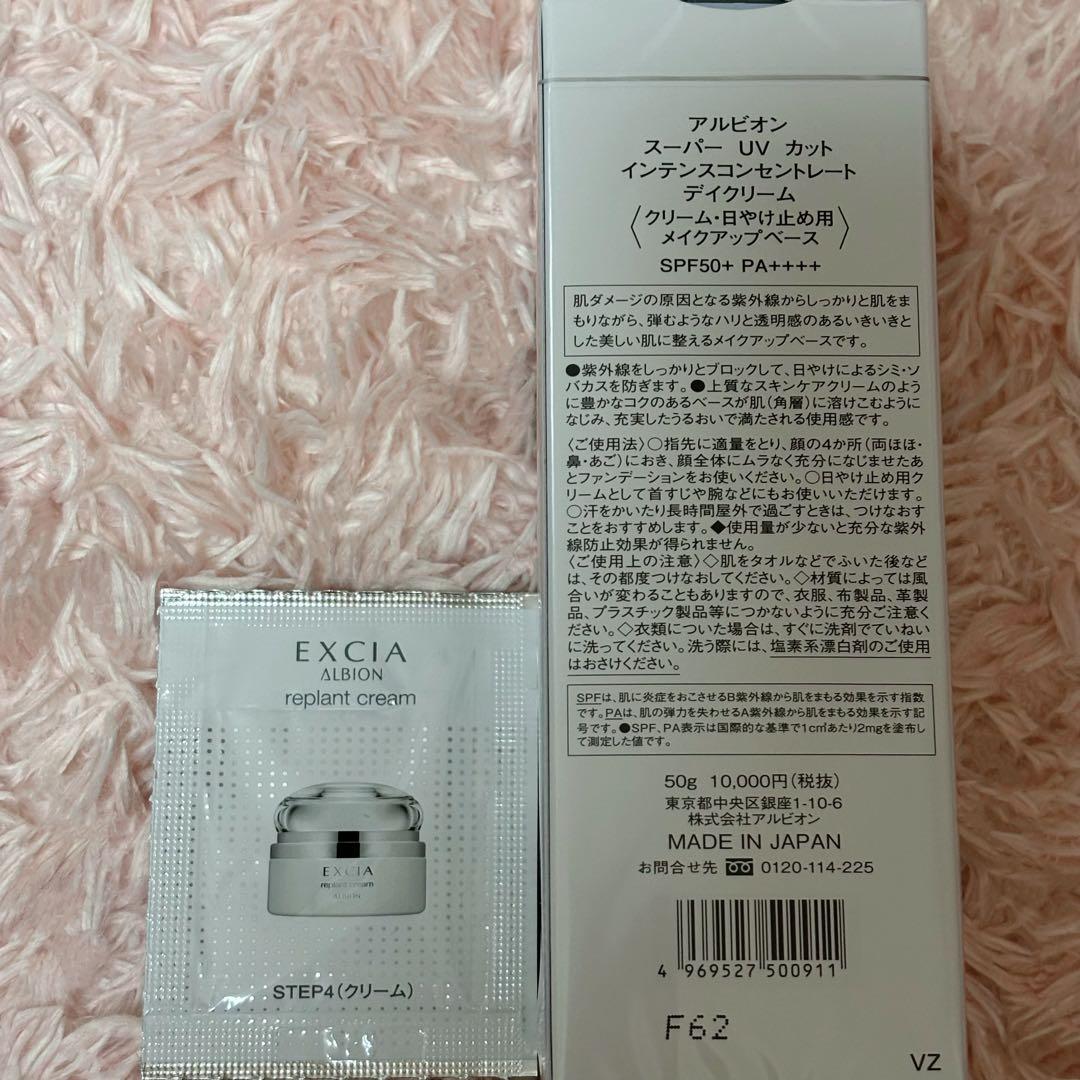 EXCIA
ALBION
replant cream
EXCIA
replant cream
ALBION
STEP4(クリーム)
アルビオン
スーパー UV カット
インテンスコンセントレート
デイクリーム
〈クリーム・日やけ止め用
メイクアップベース〉
SPF50+ PA++++
肌ダメージの原因となる紫外線からしっかりと肌をま
もりながら、弾むようなハリと透明感のあるいきいきと
した美しい肌に整えるメイクアップベースです。
●紫外線をしっかりとブロックして、日やけによるシミ・ソ
バカスを防ぎます。●上質なスキンケアクリームのよう
に豊かなコクのあるベースが肌(角層)に溶けこむように
なじみ、充実したうるおいで満たされる使用感です。
〈ご使用法〉○指先に適量をとり、顔の4か所(両ほほ・
鼻・あご)におき、顔全体にムラなく充分になじませたあ
とファンデーションをお使いください。○日やけ止め用ク
リームとして首すじや腕などにもお使いいただけます。
○汗をかいたり長時間屋外で過ごすときは、つけなおす
ことをおすすめします。◆使用量が少ないと充分な紫外
線防止効果が得られません。
〈ご使用上の注意〉◇肌をタオルなどでふいた後など
は、その都度つけなおしてください。◇材質によっては風
合いが変わることもありますので、衣服、布製品、革製
品、プラスチック製品等につかないように充分ご注意く
ださい。◇衣類についた場合は、すぐに洗剤でていねい
に洗ってください。洗う際には、塩素系漂白剤のご使用
はおさけください。
SPFは、肌に炎症をおこさせるB紫外線から肌をまもる効果を示す指数
です。PAは、肌の弾力を失わせるA紫外線から肌をまもる効果を示す記
号です。●SPF、PA表示は国際的な基準で1c㎡あたり2mgを塗布し
て測定した値です。
50g 10,000円(税抜)
東京都中央区銀座1-10-6
株式会社アルビオン
MADE IN JAPAN
お問合せ先 0120-114-225
4 969527 500911
F62
VZ